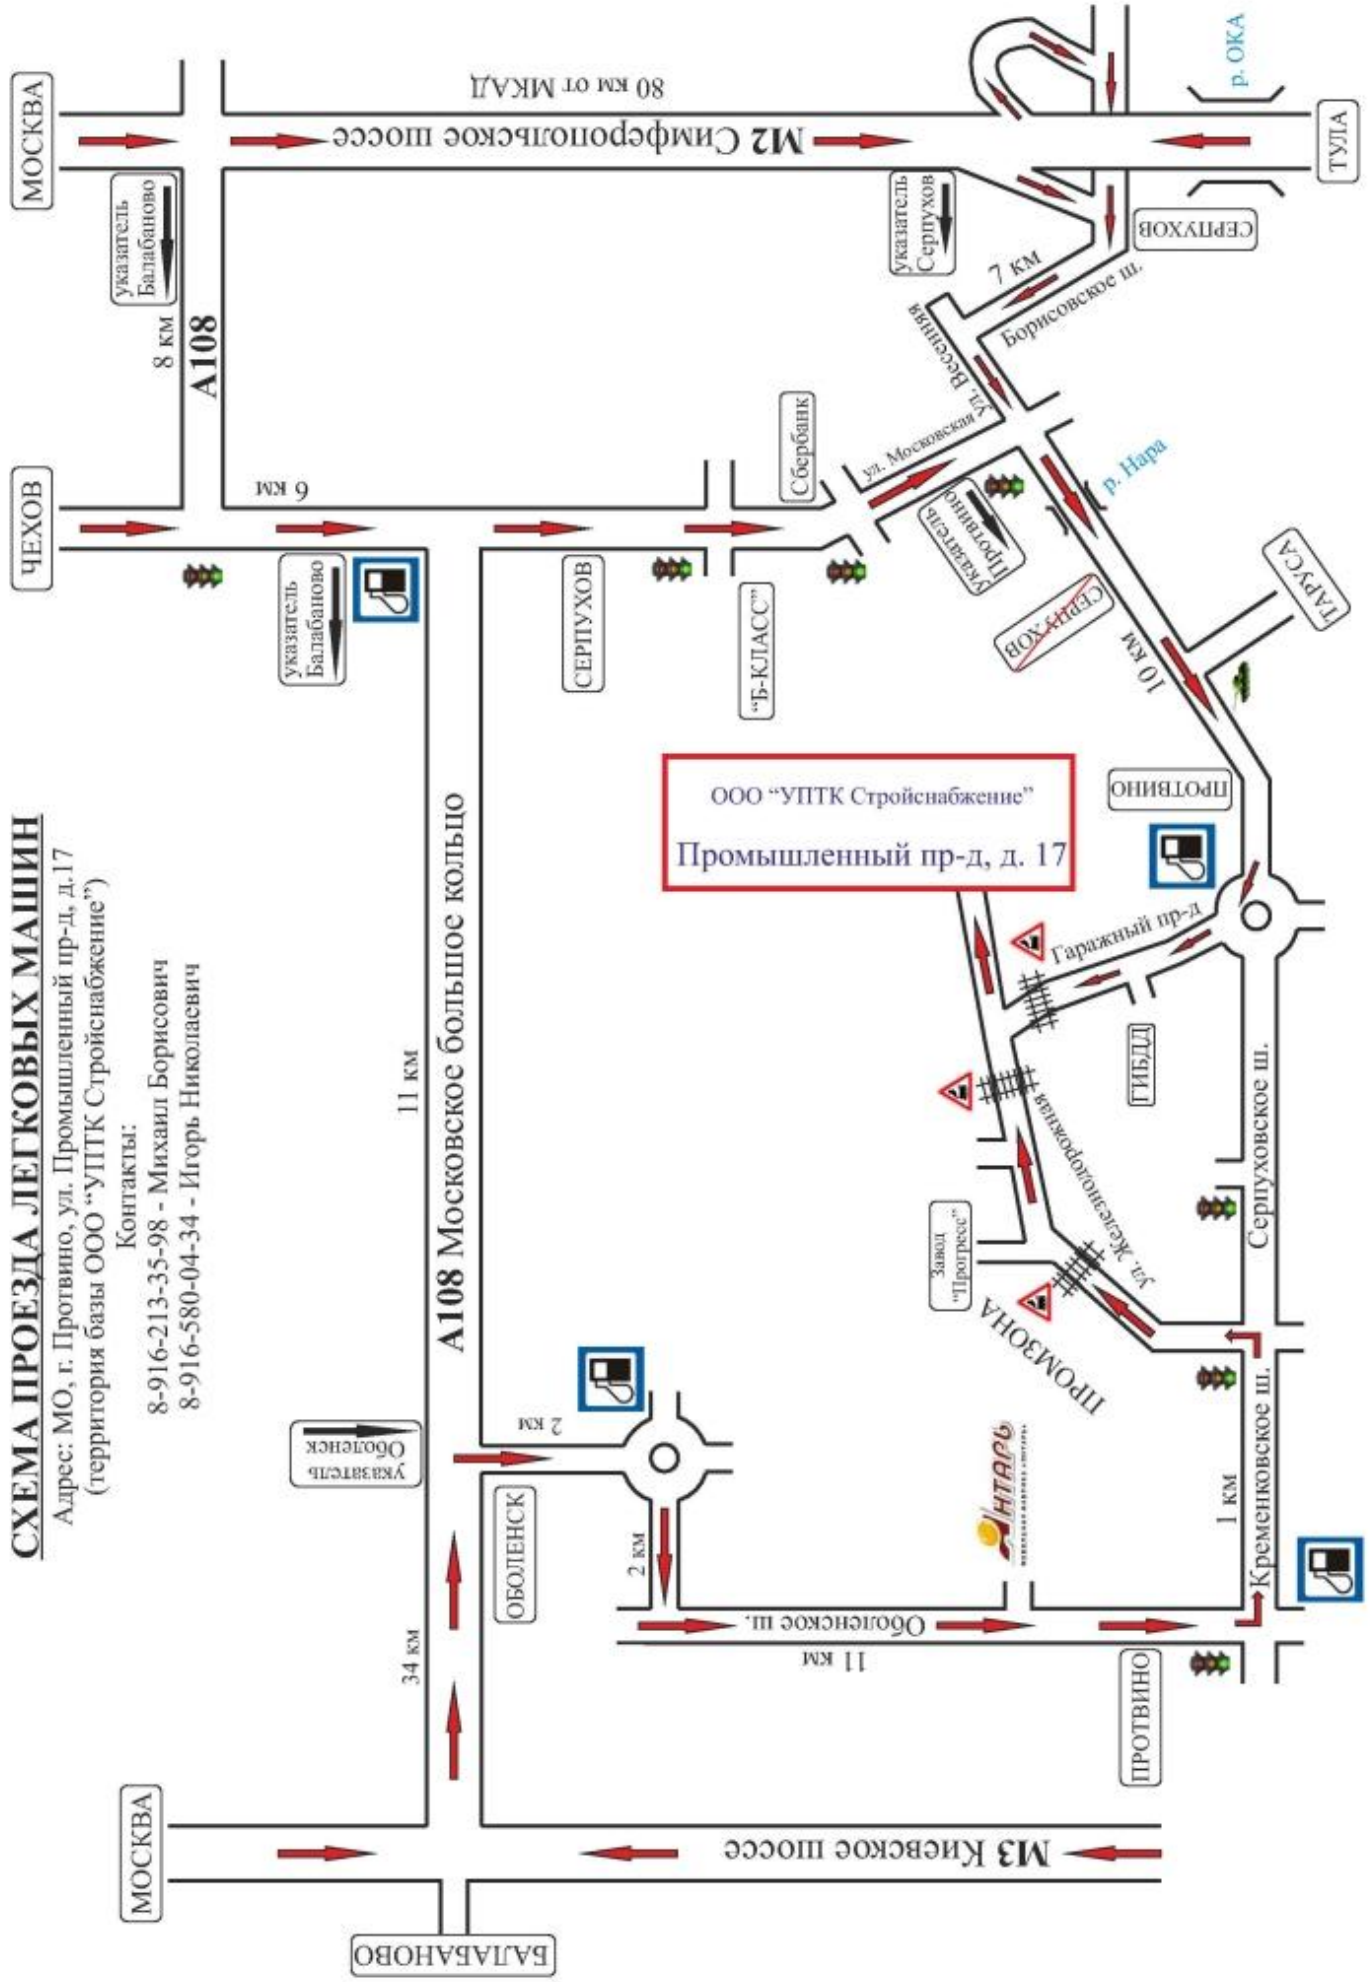 СХЕМА ПРОЕЗДА ЛЕГКОВЫХ МАШИН
Адрес: МО, г. Протвино, ул. Промышленный пр-д, д.17
(территория базы ООО “УПТК Стройснабжение”)
Контакты:
8-916-213-35-98 - Михаил Борисович
8-916-580-04-34 - Игорь Николаевич
МОСКВА
БАЛАБАНОВО
М3 Киевское шоссе
34 км
указатель
Оболенск
11 км
А108 Московское большое кольцо
ОБОЛЕНСК
2 км
2 км
Оболенское ш.
11 км
АНТАРЬ
ПРОТВИНО
1 км
Кременковское ш.
ПРОМЗОНА
Завод
“Прогресс”
ул. Железнодорожная
Серпуховское ш.
ГИБДД
Гаражный пр-д
ООО “УПТК Стройснабжение”
Промышленный пр-д, д. 17
ПРОТВИНО
ЧЕХОВ
6 км
указатель
Балабаново
СЕРПУХОВ
“Б-КЛАСС”
Сбербанк
ул. Московская
указатель
Протвино
СЕРПУХОВ
10 км
ТАРУСА
р. Нара
МОСКВА
указатель
Балабаново
8 км
А108
80 км от МКАД
М2 Симферопольское шоссе
указатель
Серпухов
ул. Весенняя
7 км
Борисовское ш.
СЕРПУХОВ
р. ОКА
ТУЛА